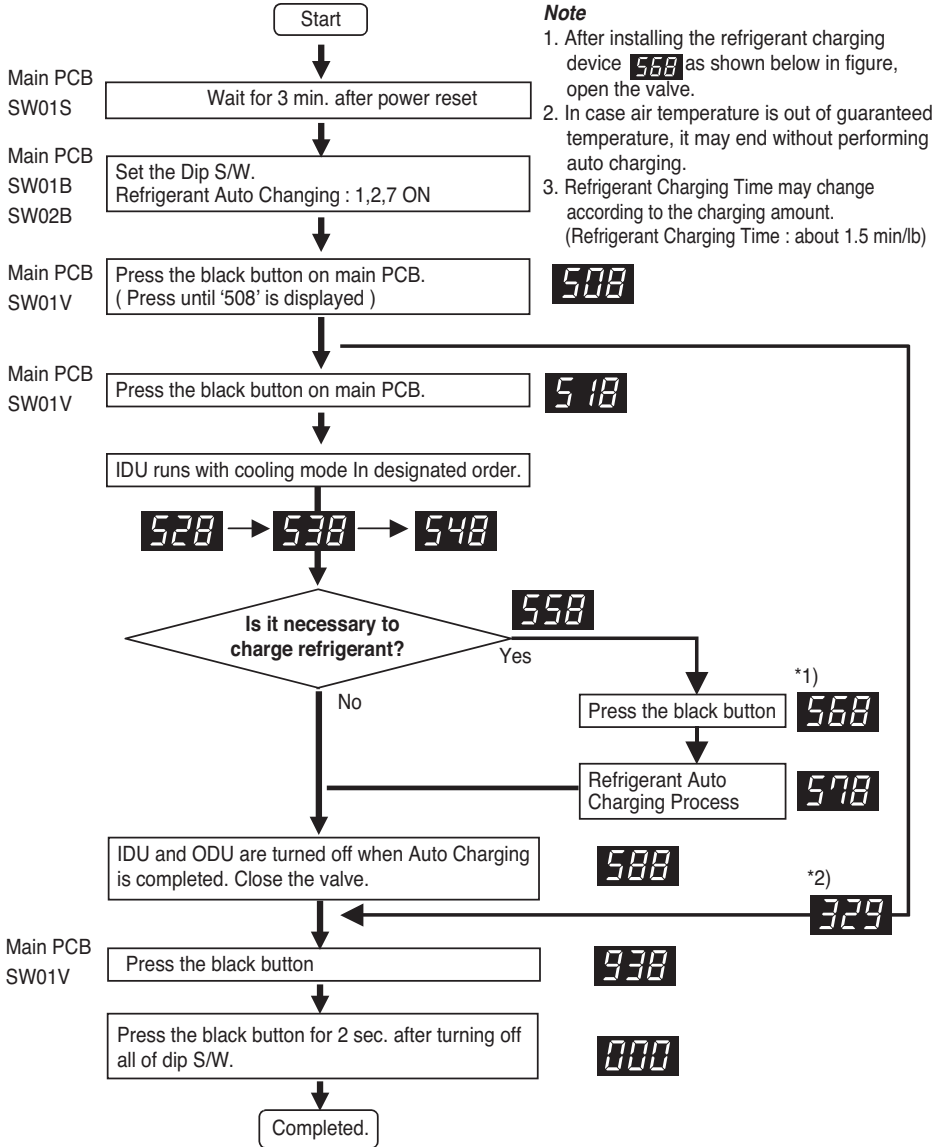 Start
Main PCB
SW01S
Wait for 3 min. after power reset
Main PCB
SW01B
SW02B
Set the Dip S/W.
Refrigerant Auto Changing : 1,2,7 ON
Main PCB
SW01V
Press the black button on main PCB.
( Press until ‘508’ is displayed )
508
Main PCB
SW01V
Press the black button on main PCB.
518
IDU runs with cooling mode In designated order.
528
538
548
Is it necessary to
charge refrigerant?
558
Yes
No
*1)
Press the black button
568
Refrigerant Auto
Charging Process
578
IDU and ODU are turned off when Auto Charging
is completed. Close the valve.
588
*2)
329
Main PCB
SW01V
Press the black button
938
Press the black button for 2 sec. after turning off
all of dip S/W.
000
Completed.
Note
1. After installing the refrigerant charging
device 568 as shown below in figure,
open the valve.
2. In case air temperature is out of guaranteed
temperature, it may end without performing
auto charging.
3. Refrigerant Charging Time may change
according to the charging amount.
(Refrigerant Charging Time : about 1.5 min/lb)